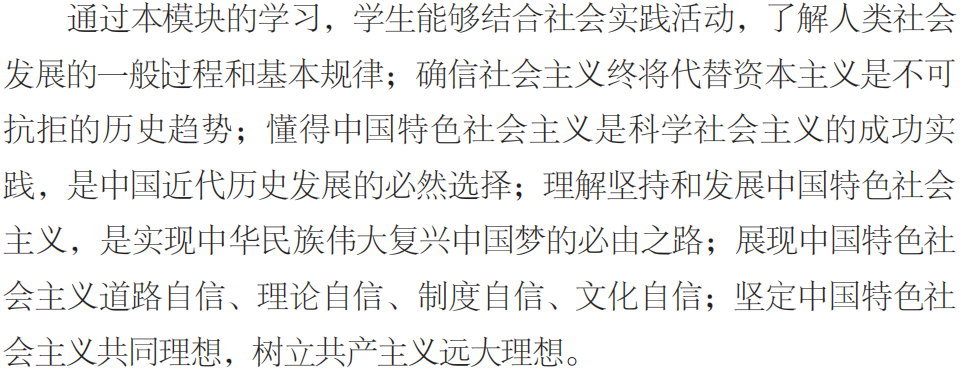 通过本模块的学习，学生能够结合社会实践活动，了解人类社会
发展的一般过程和基本规律；确信社会主义终将代替资本主义是不可
抗拒的历史趋势；懂得中国特色社会主义是科学社会主义的成功实
践，是中国近代历史发展的必然选择；理解坚持和发展中国特色社会
主义，是实现中华民族伟大复兴中国梦的必由之路；展现中国特色社
会主义道路自信、理论自信、制度自信、文化自信；坚定中国特色社
会主义共同理想，树立共产主义远大理想。